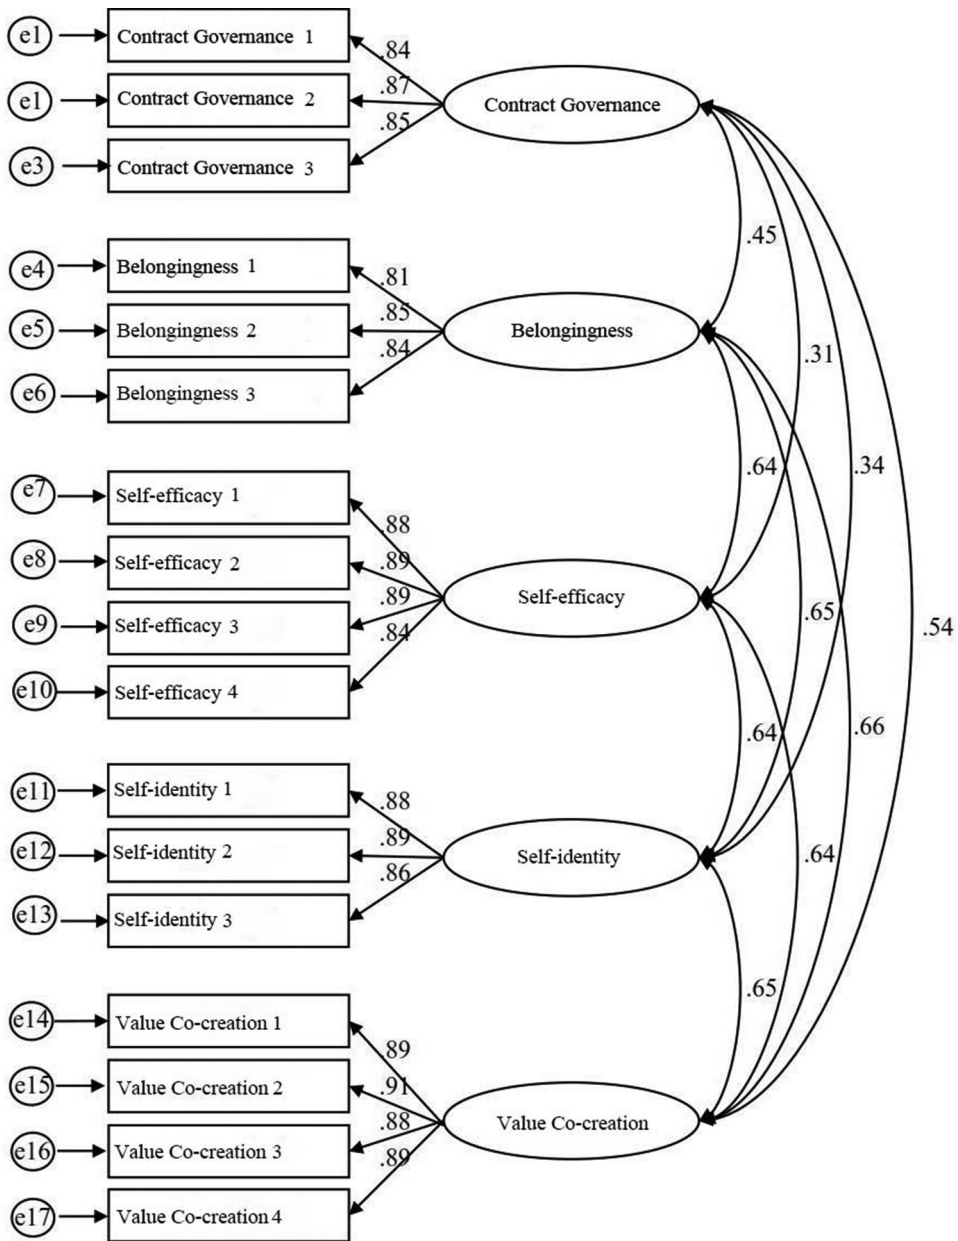 e1
Contract Governance 1
.84
e1
Contract Governance 2
.87
Contract Governance
e3
Contract Governance 3
.85
.45
e4
Belongingness 1
.81
e5
Belongingness 2
.85
Belongingness
e6
Belongingness 3
.84
.31
.64
.34
e7
Self-efficacy 1
.88
e8
Self-efficacy 2
.89
Self-efficacy
e9
Self-efficacy 3
.89
e10
Self-efficacy 4
.84
.65
.54
.64
.66
e11
Self-identity 1
.88
e12
Self-identity 2
.89
Self-identity
e13
Self-identity 3
.86
.64
.65
e14
Value Co-creation 1
.89
e15
Value Co-creation 2
.91
Value Co-creation
e16
Value Co-creation 3
.88
e17
Value Co-creation 4
.89